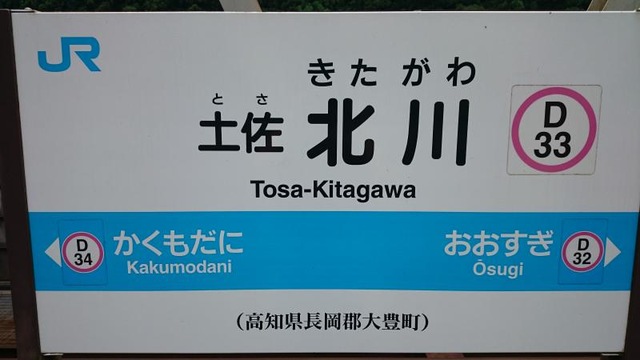 JR
きたがわ
とさ
土佐 北川
D
33
Tosa-Kitagawa
D
34
かくもだに
Kakumodani
おおすぎ
Ōsugi
D
32
(高知県長岡郡大豊町)